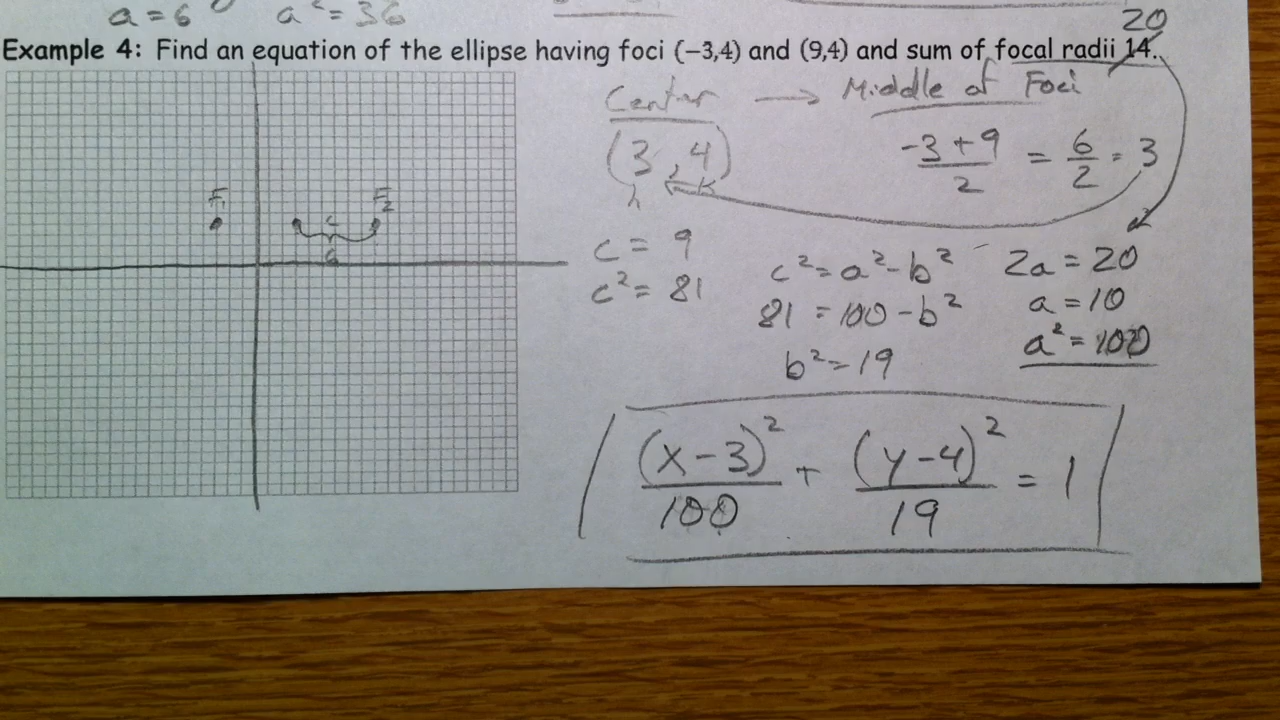 a = 6 a² = 36
20
Example 4: Find an equation of the ellipse having foci (−3,4) and (9,4) and sum of focal radii 14.
Center → Middle of Foci
(3, 4)
h k
-3 + 9 / 2 = 6 / 2 = 3
F₁ F₂
c
6
c = 9
c² = 81
c² = a² - b²
81 = 100 - b²
b² = 19
2a = 20
a = 10
a² = 100
(x - 3)² / 100 + (y - 4)² / 19 = 1